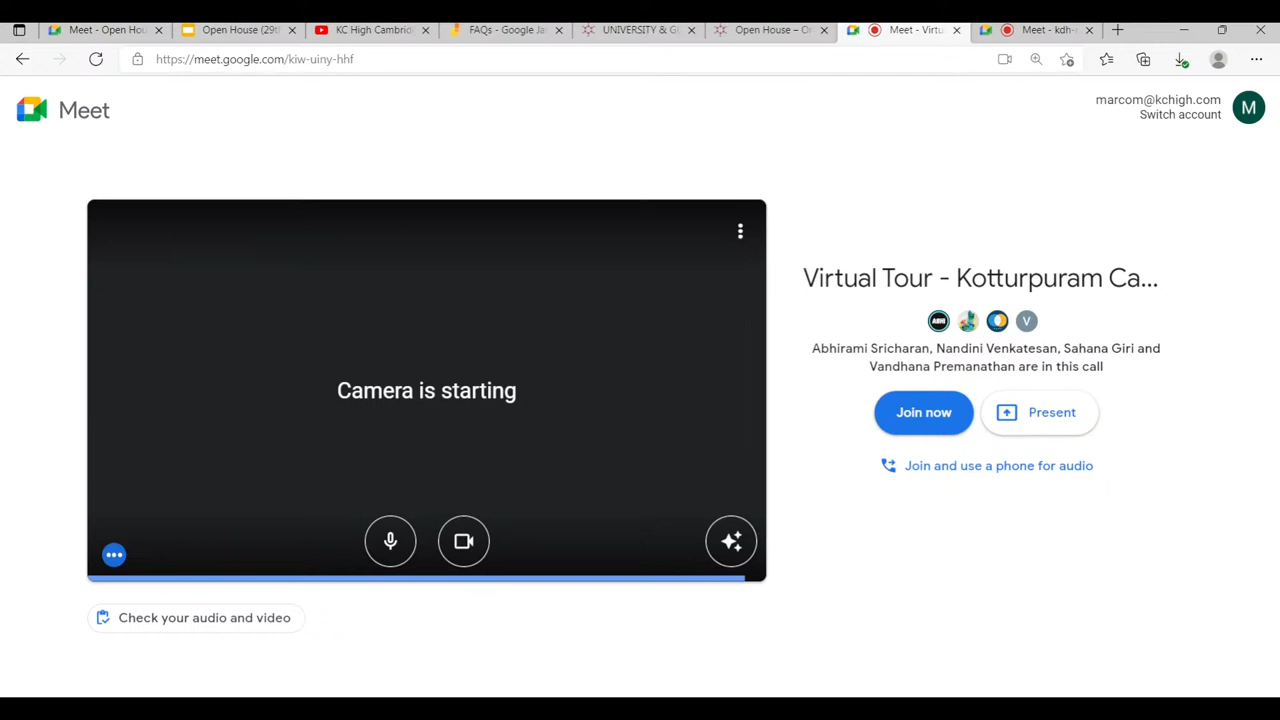 Meet - Open Hou
Open House (29th
KC High Cambrid
FAQs - Google Ja
UNIVERSITY & G
Open House – O
Meet - Virtu
Meet - kdh-
https://meet.google.com/kiw-uiny-hhf
Meet
marcom@kchigh.com
Switch account
M
Camera is starting
Virtual Tour - Kotturpuram Ca...
ABHI
V
Abhirami Sricharan, Nandini Venkatesan, Sahana Giri and
Vandhana Premanathan are in this call
Join now
Present
Join and use a phone for audio
Check your audio and video